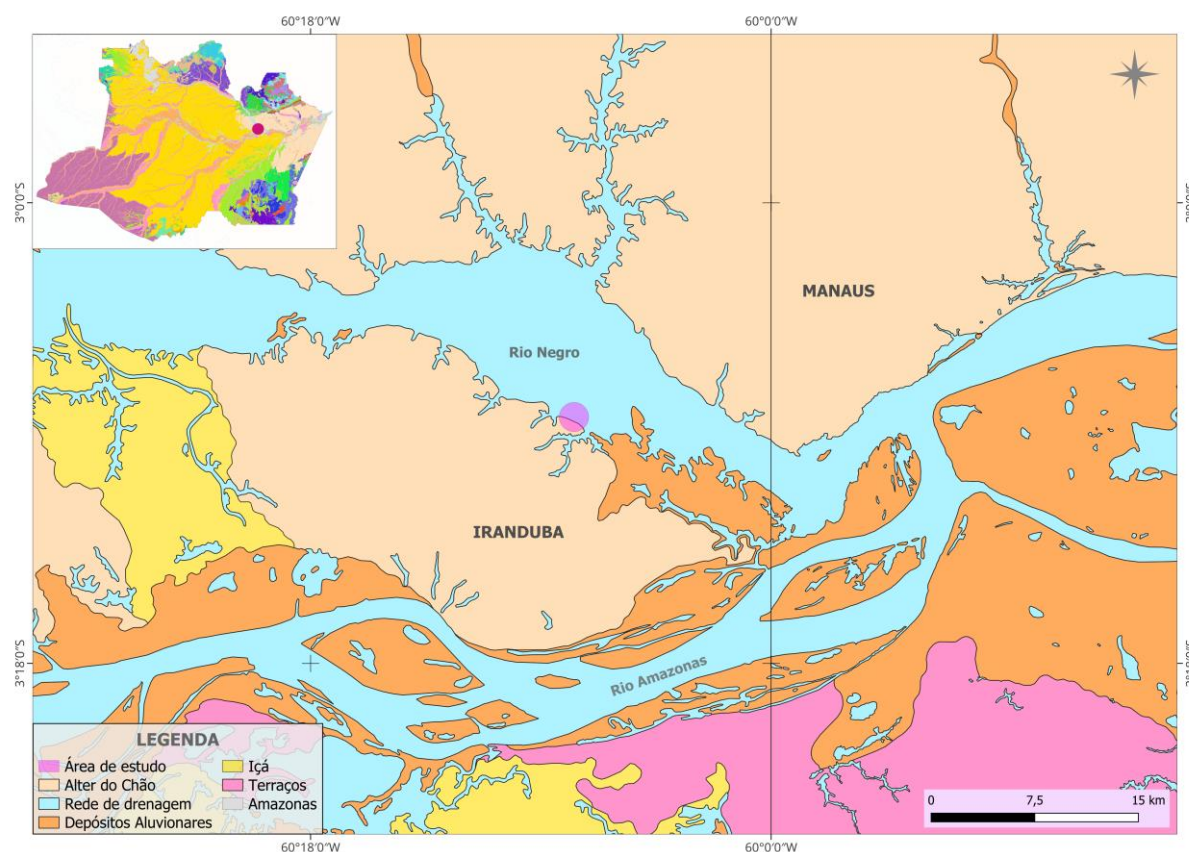 60°18'0"W 60°0'0"W
3°0'0"S
MANAUS
Rio Negro
IRANDUBA
Rio Amazonas
3°18'0"S
LEGENDA
Área de estudo
Alter do Chão
Rede de drenagem
Depósitos Aluvionares
Içá
Terraços
Amazonas
0 7,5 15 km
60°18'0"W 60°0'0"W